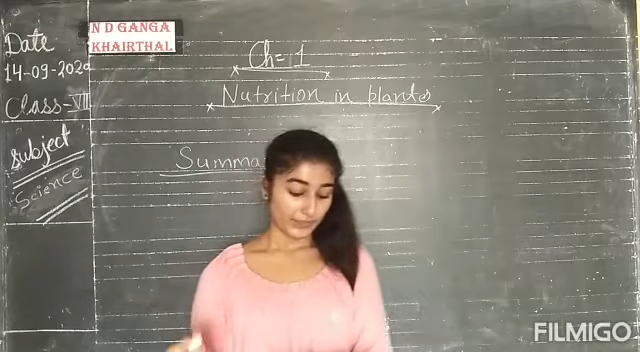 N D GANGA
KHAIRTHAL
Date
14-09-2020
Class-VII
Subject
Science
Ch=1
Nutrition in plants
Summa
FILMIGO